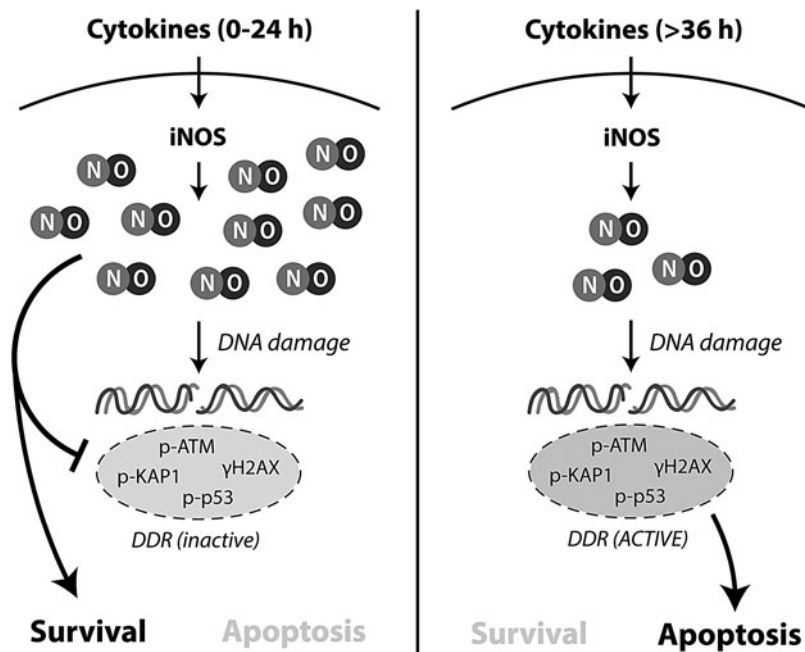 Cytokines (0-24 h)
iNOS
NO
NO
NO
NO
NO
NO
NO
NO
NO
NO
DNA damage
p-ATM
p-KAP1 γH2AX
p-p53
DDR (inactive)
Survival Apoptosis
Cytokines (>36 h)
iNOS
NO
NO
NO
DNA damage
p-ATM
p-KAP1 γH2AX
p-p53
DDR (ACTIVE)
Survival Apoptosis